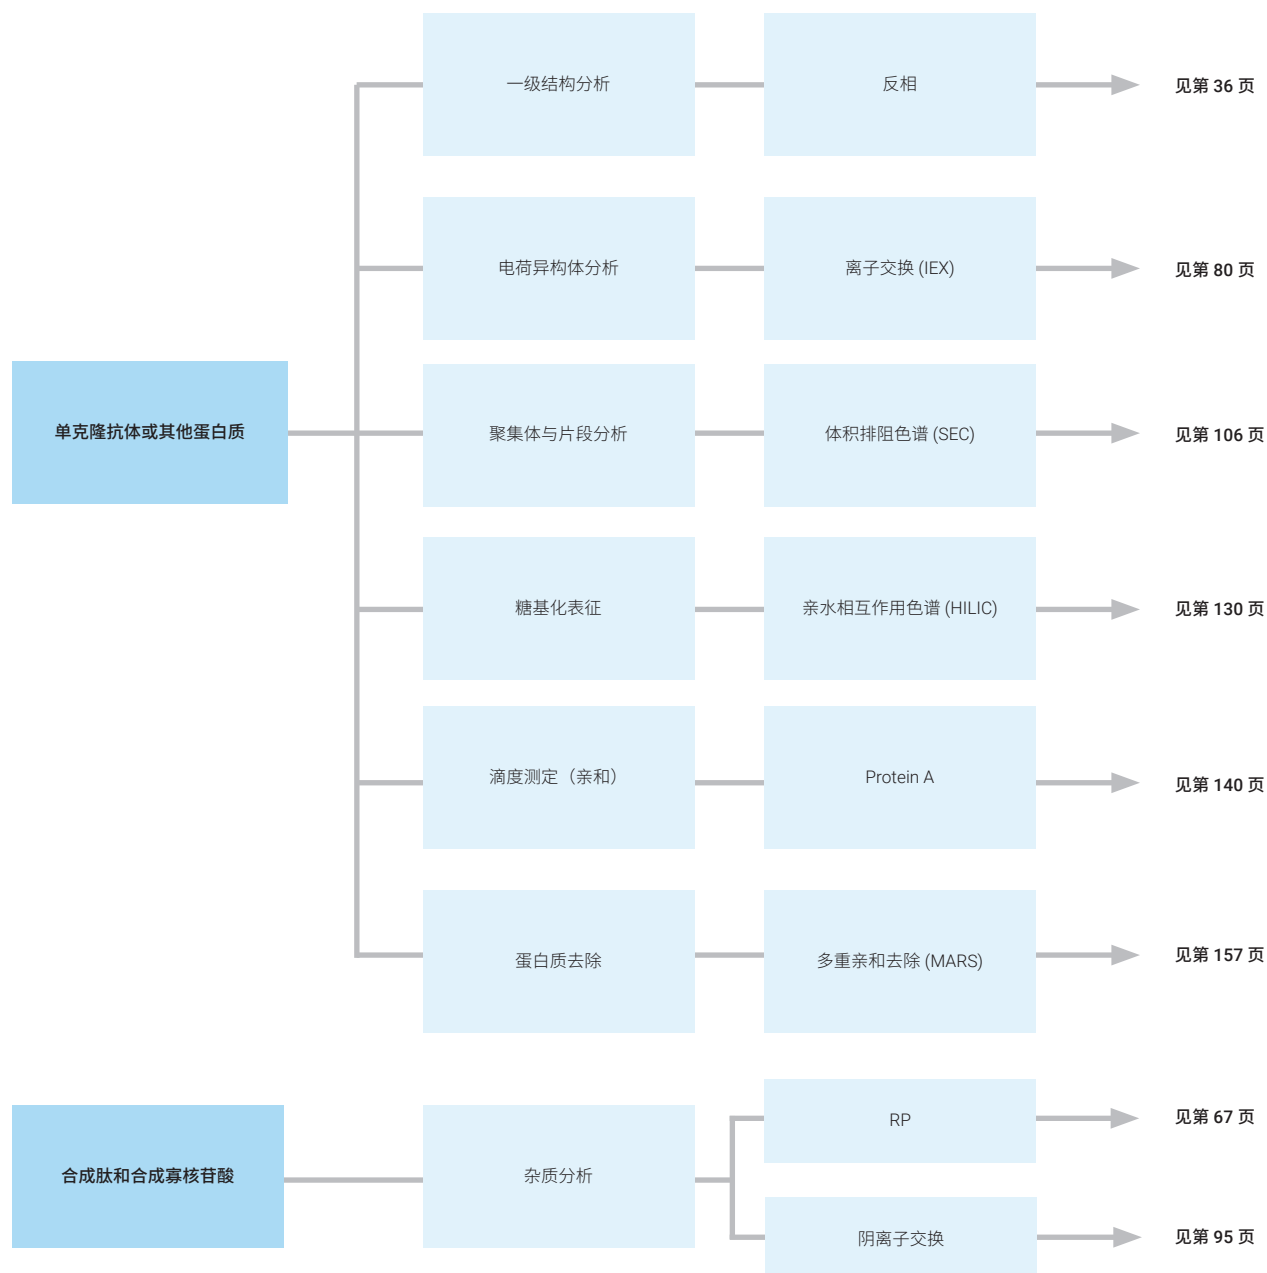 一级结构分析
反相
见第 36 页
电荷异构体分析
离子交换 (IEX)
见第 80 页
单克隆抗体或其他蛋白质
聚集体与片段分析
体积排阻色谱 (SEC)
见第 106 页
糖基化表征
亲水相互作用色谱 (HILIC)
见第 130 页
滴度测定（亲和）
Protein A
见第 140 页
蛋白质去除
多重亲和去除 (MARS)
见第 157 页
合成肽和合成寡核苷酸
杂质分析
RP
见第 67 页
阴离子交换
见第 95 页